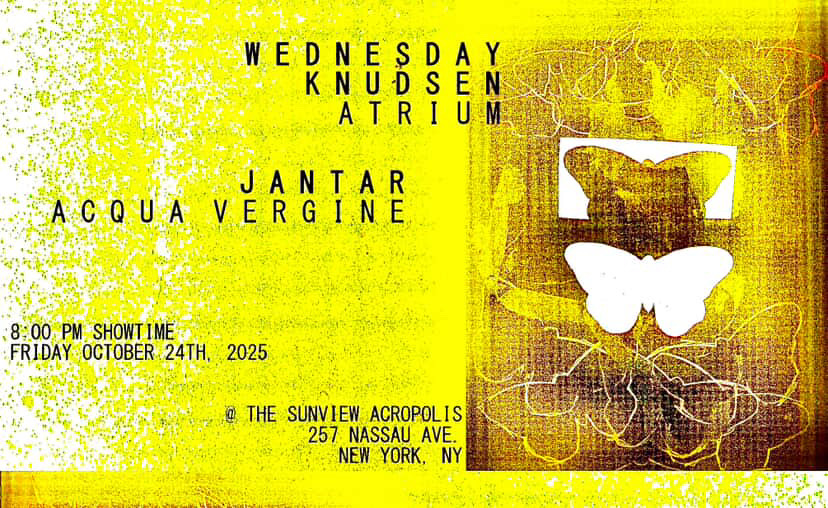 WEDNESDAY
KNUDSEN
ATRIUM
JANTAR
ACQUA VERGINE
8:00 PM SHOWTIME
FRIDAY OCTOBER 24TH, 2025
@ THE SUNVIEW ACROPOLIS
257 NASSAU AVE.
NEW YORK, NY